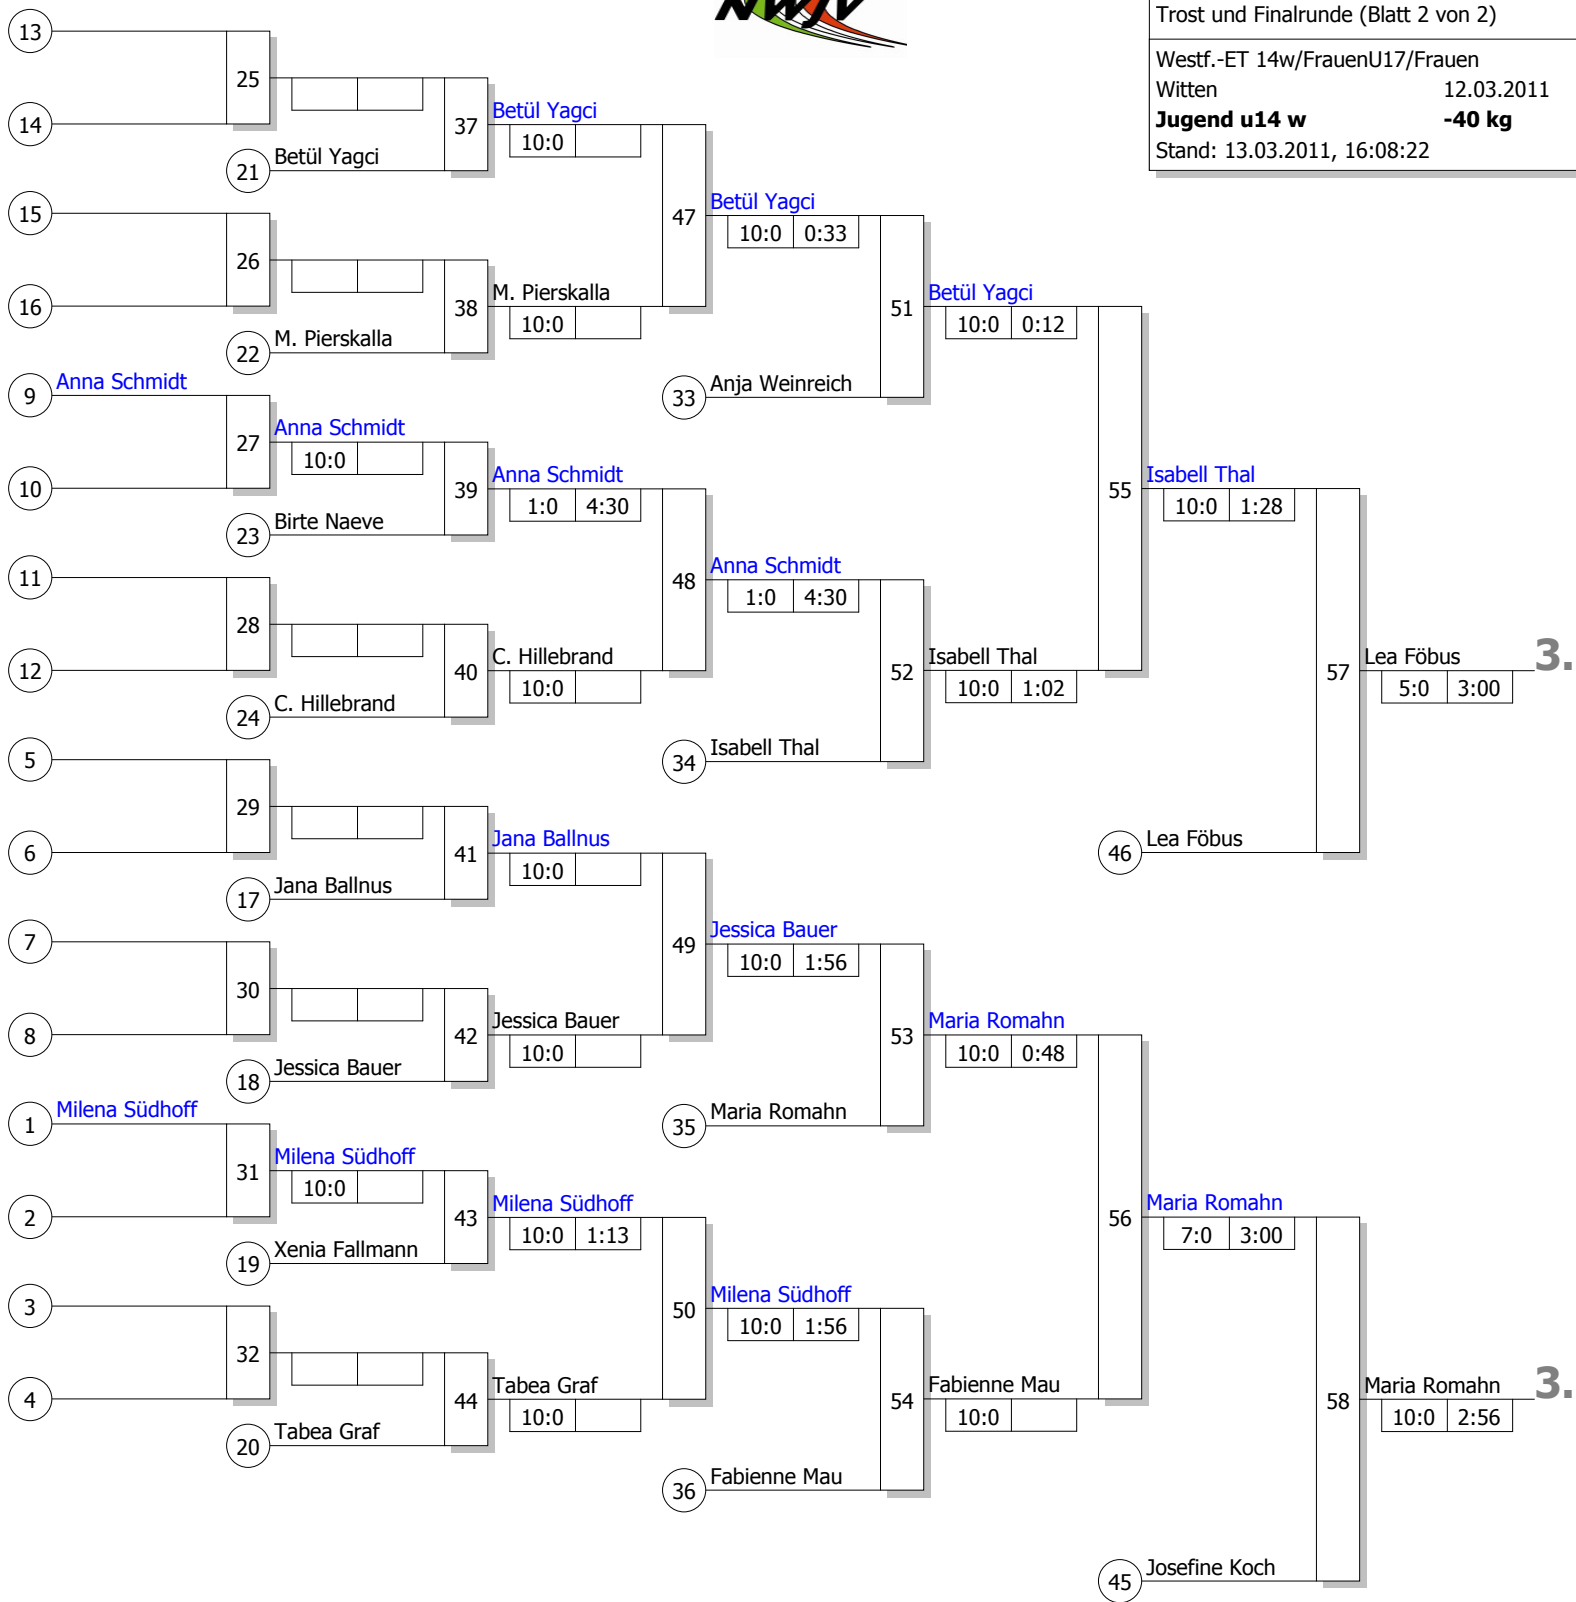 NWJV
Trost und Finalrunde (Blatt 2 von 2)
Westf.-ET 14w/FrauenU17/Frauen
Witten 12.03.2011
Jugend u14 w -40 kg
Stand: 13.03.2011, 16:08:22
13
25
14
37
Betül Yagci
10:0
21
Betül Yagci
15
47
Betül Yagci
10:0 0:33
26
16
38
M. Pierskalla
10:0
22
M. Pierskalla
51
Betül Yagci
10:0 0:12
9
Anna Schmidt
33
Anja Weinreich
27
Anna Schmidt
10:0
10
39
Anna Schmidt
1:0 4:30
55
Isabell Thal
10:0 1:28
23
Birte Naeve
11
48
Anna Schmidt
1:0 4:30
28
12
40
C. Hillebrand
10:0
52
Isabell Thal
10:0 1:02
57
Lea Föbus
3.
5:0 3:00
24
C. Hillebrand
5
34
Isabell Thal
29
6
41
Jana Ballnus
10:0
46
Lea Föbus
17
Jana Ballnus
7
49
Jessica Bauer
10:0 1:56
30
8
42
Jessica Bauer
10:0
53
Maria Romahn
10:0 0:48
18
Jessica Bauer
1
Milena Südhoff
35
Maria Romahn
31
Milena Südhoff
10:0
2
43
Milena Südhoff
10:0 1:13
56
Maria Romahn
7:0 3:00
19
Xenia Fallmann
3
50
Milena Südhoff
10:0 1:56
32
4
44
Tabea Graf
10:0
54
Fabienne Mau
10:0
58
Maria Romahn
3.
10:0 2:56
20
Tabea Graf
36
Fabienne Mau
45
Josefine Koch